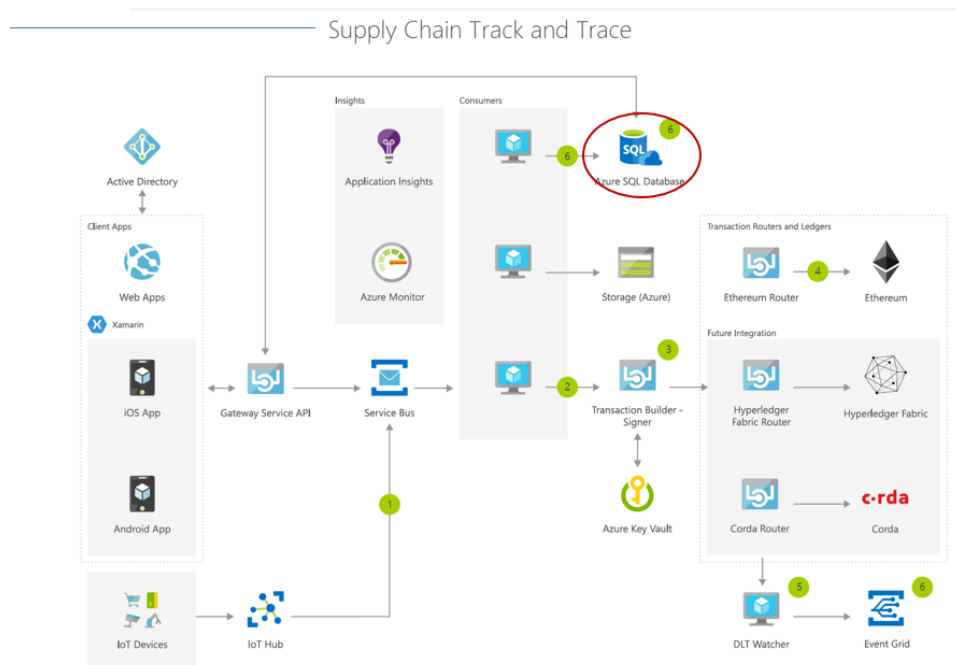 Supply Chain Track and Trace
Insights
Consumers
6
6
SQL
Active Directory
Application Insights
Azure SQL Database
Client Apps
Transaction Routers and Ledgers
4
Web Apps
Azure Monitor
Storage (Azure)
Ethereum Router
Ethereum
X
Xamarin
Future Integration
3
2
iOS App
Gateway Service API
Service Bus
Transaction Builder -
Signer
Hyperledger
Fabric Router
Hyperledger Fabric
1
c·rda
Android App
Azure Key Vault
Corda Router
Corda
5
6
IoT Devices
IoT Hub
DLT Watcher
Event Grid